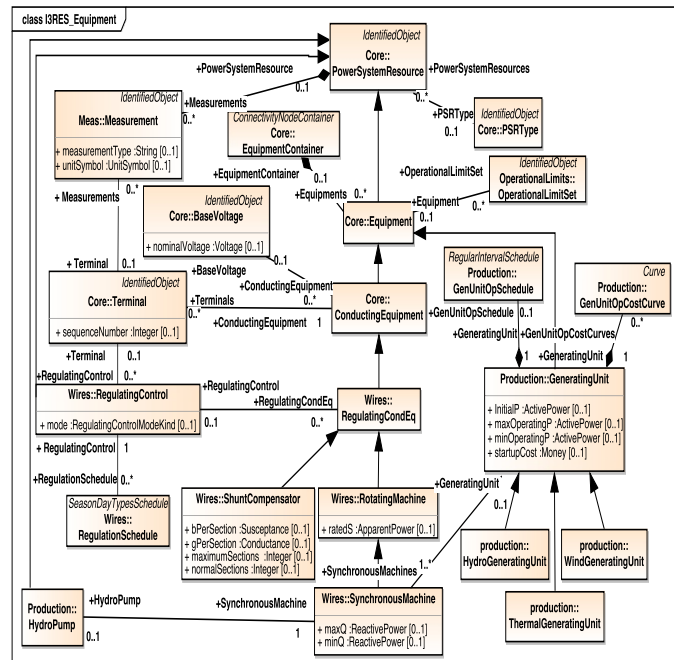 class I3RES_Equipment
IdentifiedObject
Core::
PowerSystemResource
+PowerSystemResource
+PowerSystemResources
0..1
0..*
+Measurements
0..*
+PSRType
0..1
IdentifiedObject
Core::PSRType
IdentifiedObject
Meas::Measurement
+ measurementType :String [0..1]
+ unitSymbol :UnitSymbol [0..1]
ConnectivityNodeContainer
Core::
EquipmentContainer
+EquipmentContainer
0..1
+Equipments
0..*
+OperationalLimitSet
IdentifiedObject
OperationalLimits::
OperationalLimitSet
+Equipment
0..1
0..*
Core::Equipment
+ Measurements
0..*
IdentifiedObject
Core::BaseVoltage
+ nominalVoltage :Voltage [0..1]
0..1
+BaseVoltage
+ Terminal
0..1
IdentifiedObject
Core::Terminal
+ sequenceNumber :Integer [0..1]
+ConductingEquipment
0..*
+Terminals
0..*
+ConductingEquipment
1
Core::
ConductingEquipment
RegularIntervalSchedule
Production::
GenUnitOpSchedule
+GenUnitOpSchedule
0..1
Curve
Production::
GenUnitOpCostCurve
0..*
+GeneratingUnit
+GenUnitOpCostCurves
+GeneratingUnit
1
1
+Terminal
0..1
+RegulatingControl
0..*
Wires::RegulatingControl
+ mode :RegulatingControlModeKind [0..1]
+RegulatingControl
+RegulatingCondEq
0..1
0..*
Wires::
RegulatingCondEq
Production::GeneratingUnit
+ InitialP :ActivePower [0..1]
+ maxOperatingP :ActivePower [0..1]
+ minOperatingP :ActivePower [0..1]
+ startupCost :Money [0..1]
+ RegulatingControl
1
+RegulationSchedule
0..*
SeasonDayTypesSchedule
Wires::
RegulationSchedule
Wires::ShuntCompensator
+ bPerSection :Susceptance [0..1]
+ gPerSection :Conductance [0..1]
+ maximumSections :Integer [0..1]
+ normalSections :Integer [0..1]
Wires::RotatingMachine
+ ratedS :ApparentPower [0..1]
+GeneratingUnit
0..1
production::
HydroGeneratingUnit
production::
WindGeneratingUnit
production::
ThermalGeneratingUnit
+SynchronousMachines
1..*
Wires::SynchronousMachine
+ maxQ :ReactivePower [0..1]
+ minQ :ReactivePower [0..1]
Production::
HydroPump
+HydroPump
0..1
+SynchronousMachine
1